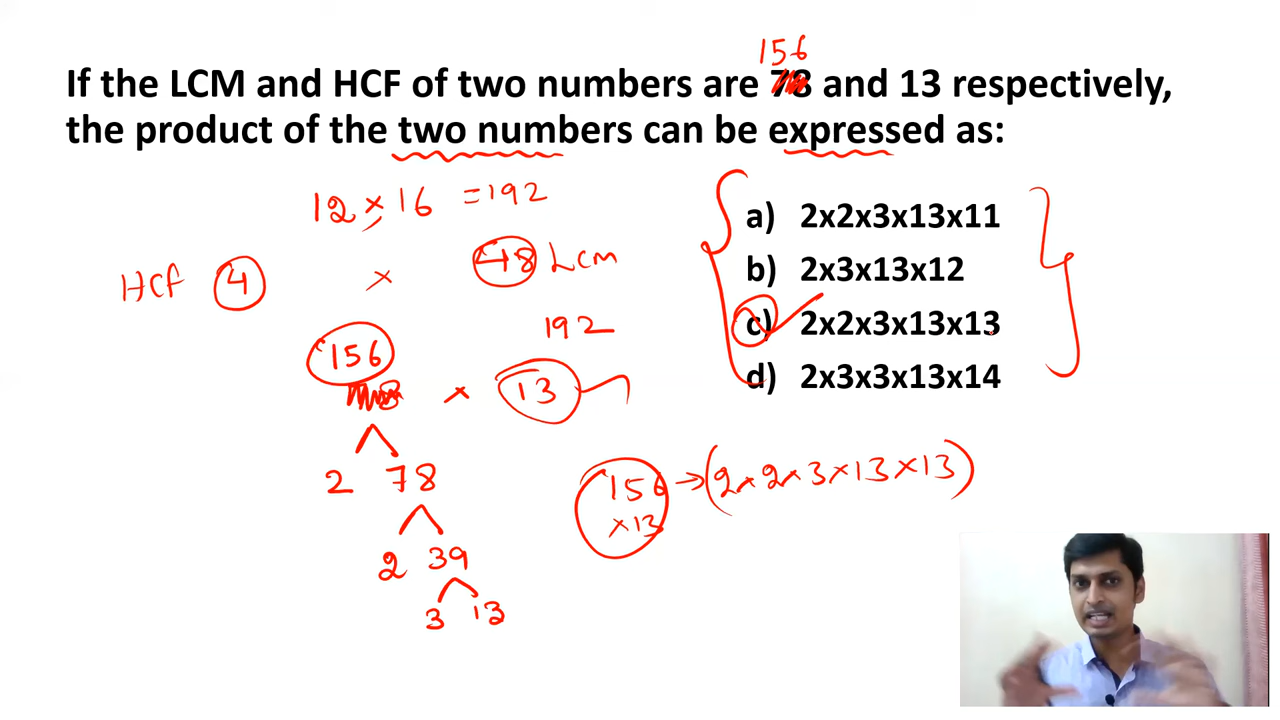 156
If the LCM and HCF of two numbers are 78 and 13 respectively,
the product of the two numbers can be expressed as:
12 × 16 = 192
HCF 4 × 48 Lcm
192
a) 2x2x3x13x11
b) 2x3x13x12
c) 2x2x3x13x13
d) 2x3x3x13x14
156
× 13
2 78
2 39
3 13
156 → (2×2×3×13×13)
×13